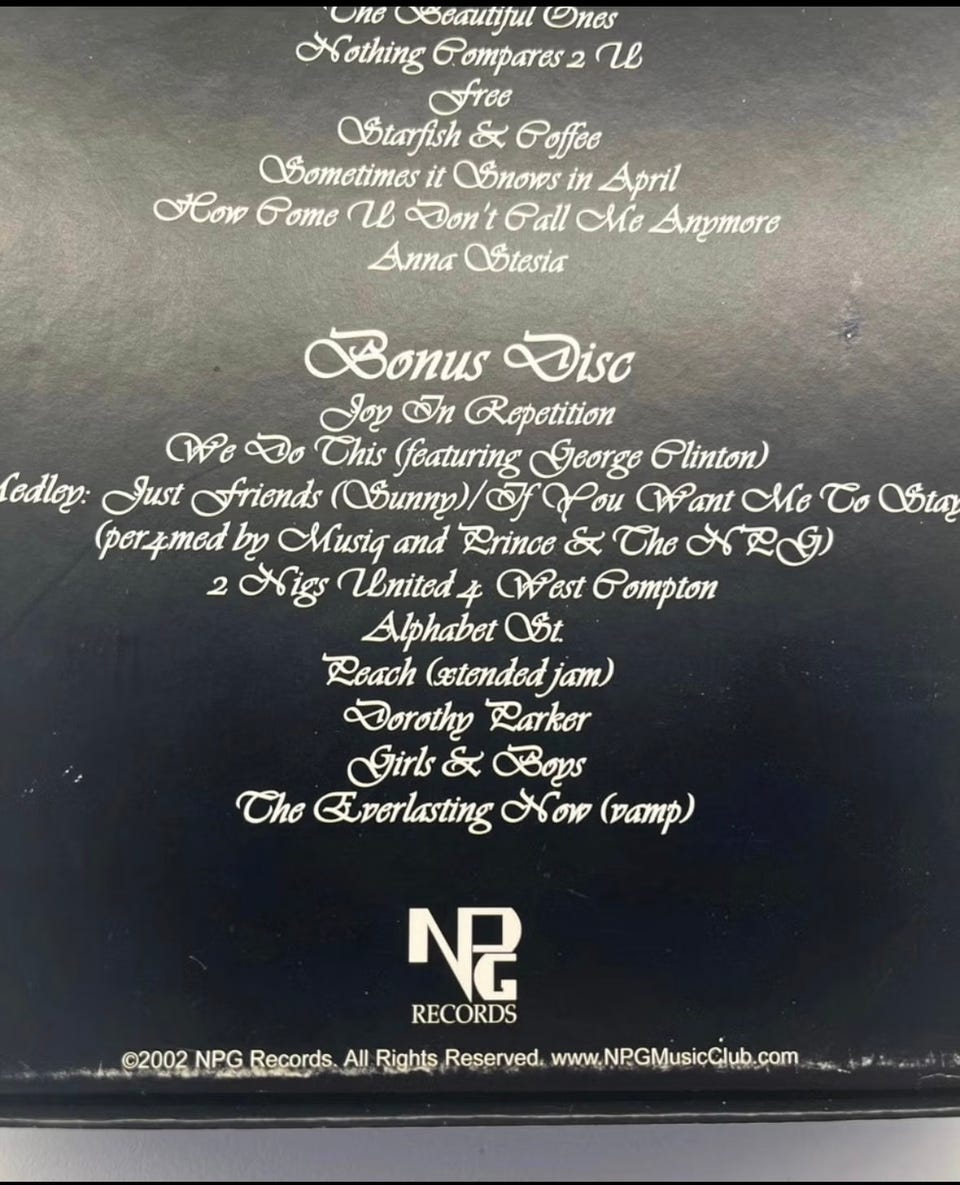 The Beautiful Ones
Nothing Compares 2 U
Free
Starfish & Coffee
Sometimes it Snows in April
How Come U Don't Call Me Anymore
Anna Stesia
Bonus Disc
Joy In Repetition
We Do This (featuring George Clinton)
Medley: Just Friends (Sunny)/If You Want Me To Stay
(per4med by Musiq and Prince & The NPG)
2 Nigs United 4 West Compton
Alphabet St.
Peach (xtended jam)
Dorothy Parker
Girls & Boys
The Everlasting Now (vamp)
NPG
RECORDS
©2002 NPG Records. All Rights Reserved. www.NPGMusicClub.com